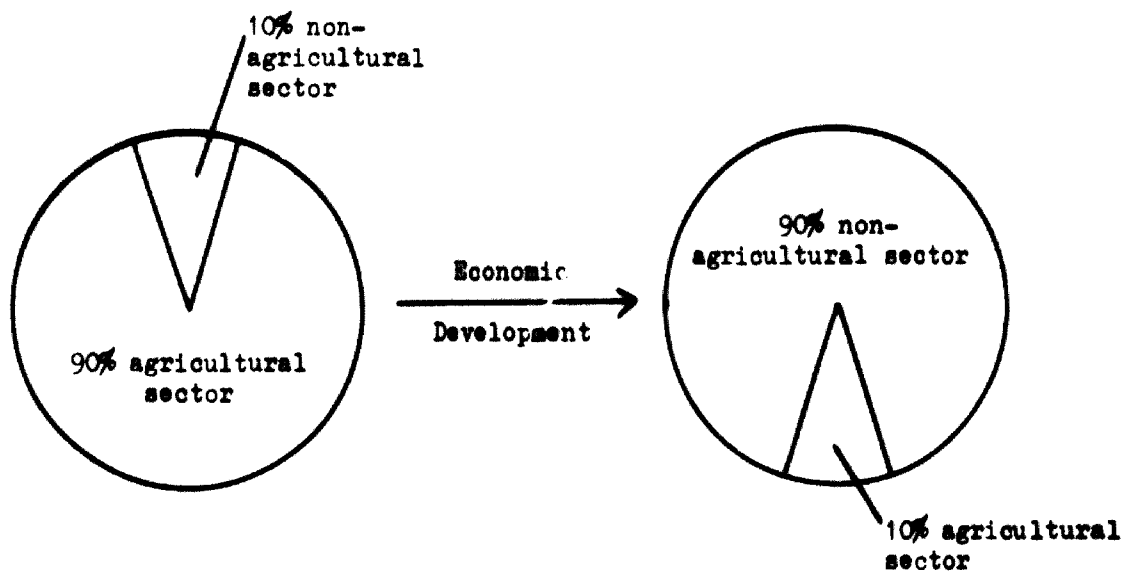 10% non-
agricultural
sector
90% agricultural
sector
Economic
Development
90% non-
agricultural sector
10% agricultural
sector